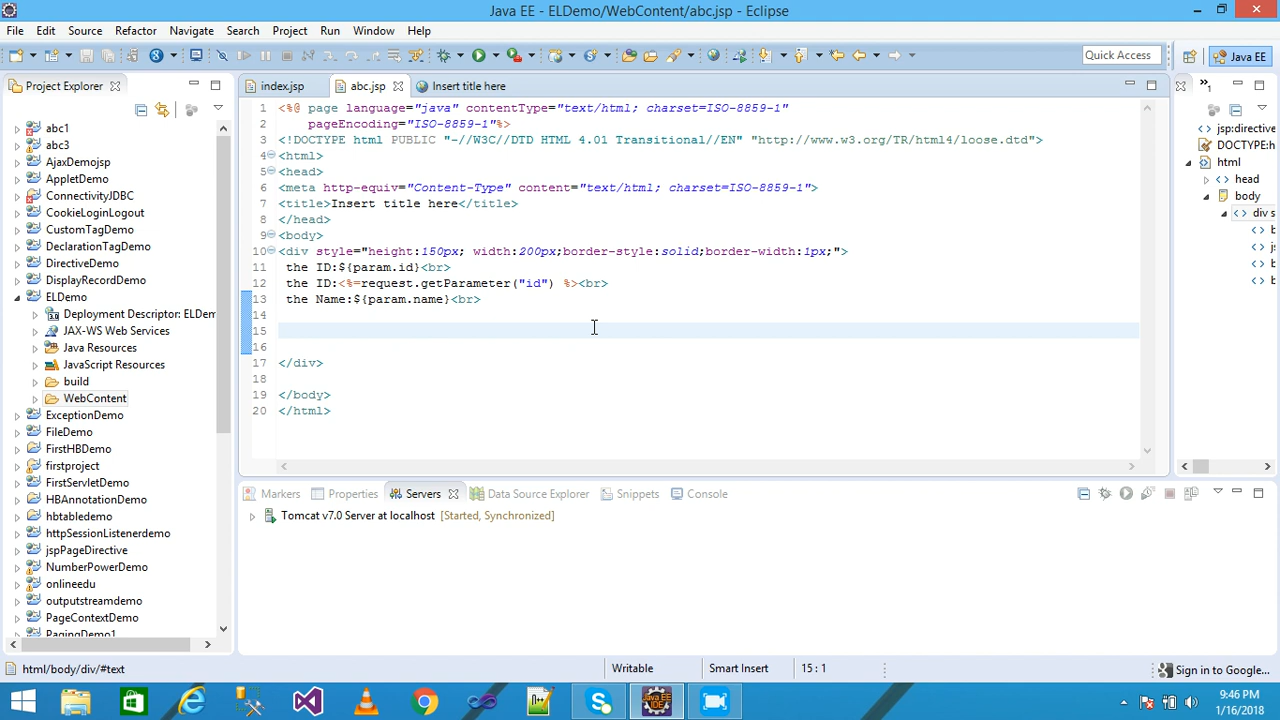 Java EE - ELDemo/WebContent/abc.jsp - Eclipse
File Edit Source Refactor Navigate Search Project Run Window Help
Quick Access
Java EE
Project Explorer
abc1
abc3
AjaxDemojsp
AppletDemo
ConnectivityJDBC
CookieLoginLogout
CustomTagDemo
DeclarationTagDemo
DirectiveDemo
DisplayRecordDemo
ELDemo
Deployment Descriptor: ELDem
JAX-WS Web Services
Java Resources
JavaScript Resources
build
WebContent
ExceptionDemo
FileDemo
FirstHBDemo
firstproject
FirstServletDemo
HBAnnotationDemo
hbtabledemo
httpSessionListenerdemo
jspPageDirective
NumberPowerDemo
onlineedu
outputstreamdemo
PageContextDemo
PagingDemo1
index.jsp abc.jsp Insert title here
1 <%@ page language="java" contentType="text/html; charset=ISO-8859-1"
2 pageEncoding="ISO-8859-1"%>
3 <!DOCTYPE html PUBLIC "-//W3C//DTD HTML 4.01 Transitional//EN" "http://www.w3.org/TR/html4/loose.dtd">
4 <html>
5 <head>
6 <meta http-equiv="Content-Type" content="text/html; charset=ISO-8859-1">
7 <title>Insert title here</title>
8 </head>
9 <body>
10 <div style="height:150px; width:200px;border-style:solid;border-width:1px;">
11 the ID:${param.id}<br>
12 the ID:<%=request.getParameter("id") %><br>
13 the Name:${param.name}<br>
14
15
16
17 </div>
18
19 </body>
20 </html>
jsp:directive
DOCTYPE:h
html
head
body
div s
b
b
b
b
Markers Properties Servers Data Source Explorer Snippets Console
Tomcat v7.0 Server at localhost [Started, Synchronized]
html/body/div/#text
Writable
Smart Insert
15 : 1
Sign in to Google...
9:46 PM
1/16/2018